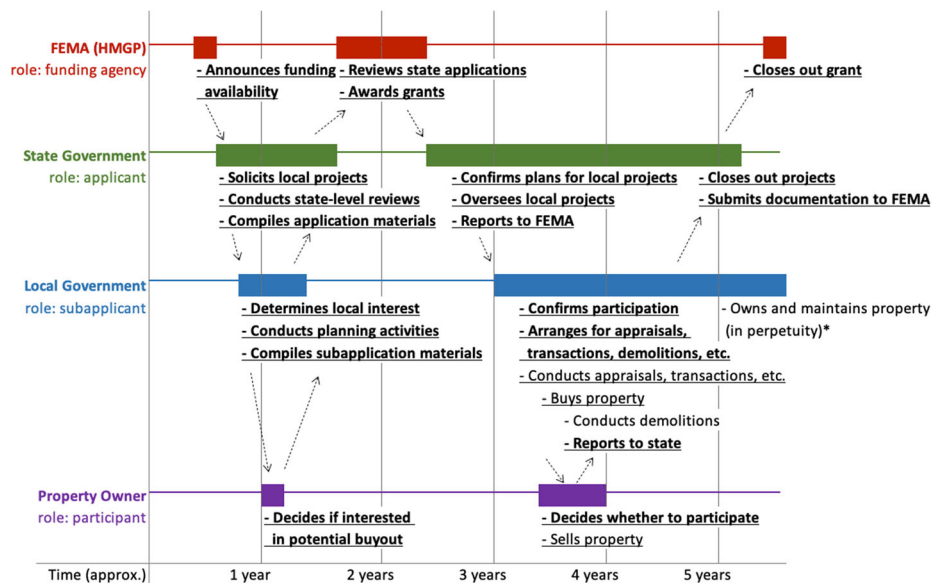 FEMA (HMGP)
role: funding agency
- Announces funding
availability
- Reviews state applications
- Awards grants
- Closes out grant
State Government
role: applicant
- Solicits local projects
- Conducts state-level reviews
- Compiles application materials
- Confirms plans for local projects
- Oversees local projects
- Reports to FEMA
- Closes out projects
- Submits documentation to FEMA
Local Government
role: subapplicant
- Determines local interest
- Conducts planning activities
- Compiles subapplication materials
- Confirms participation
- Arranges for appraisals,
transactions, demolitions, etc.
- Conducts appraisals, transactions, etc.
- Buys property
- Conducts demolitions
- Reports to state
- Owns and maintains property
(in perpetuity)*
Property Owner
role: participant
- Decides if interested
in potential buyout
- Decides whether to participate
- Sells property
Time (approx.) 1 year 2 years 3 years 4 years 5 years